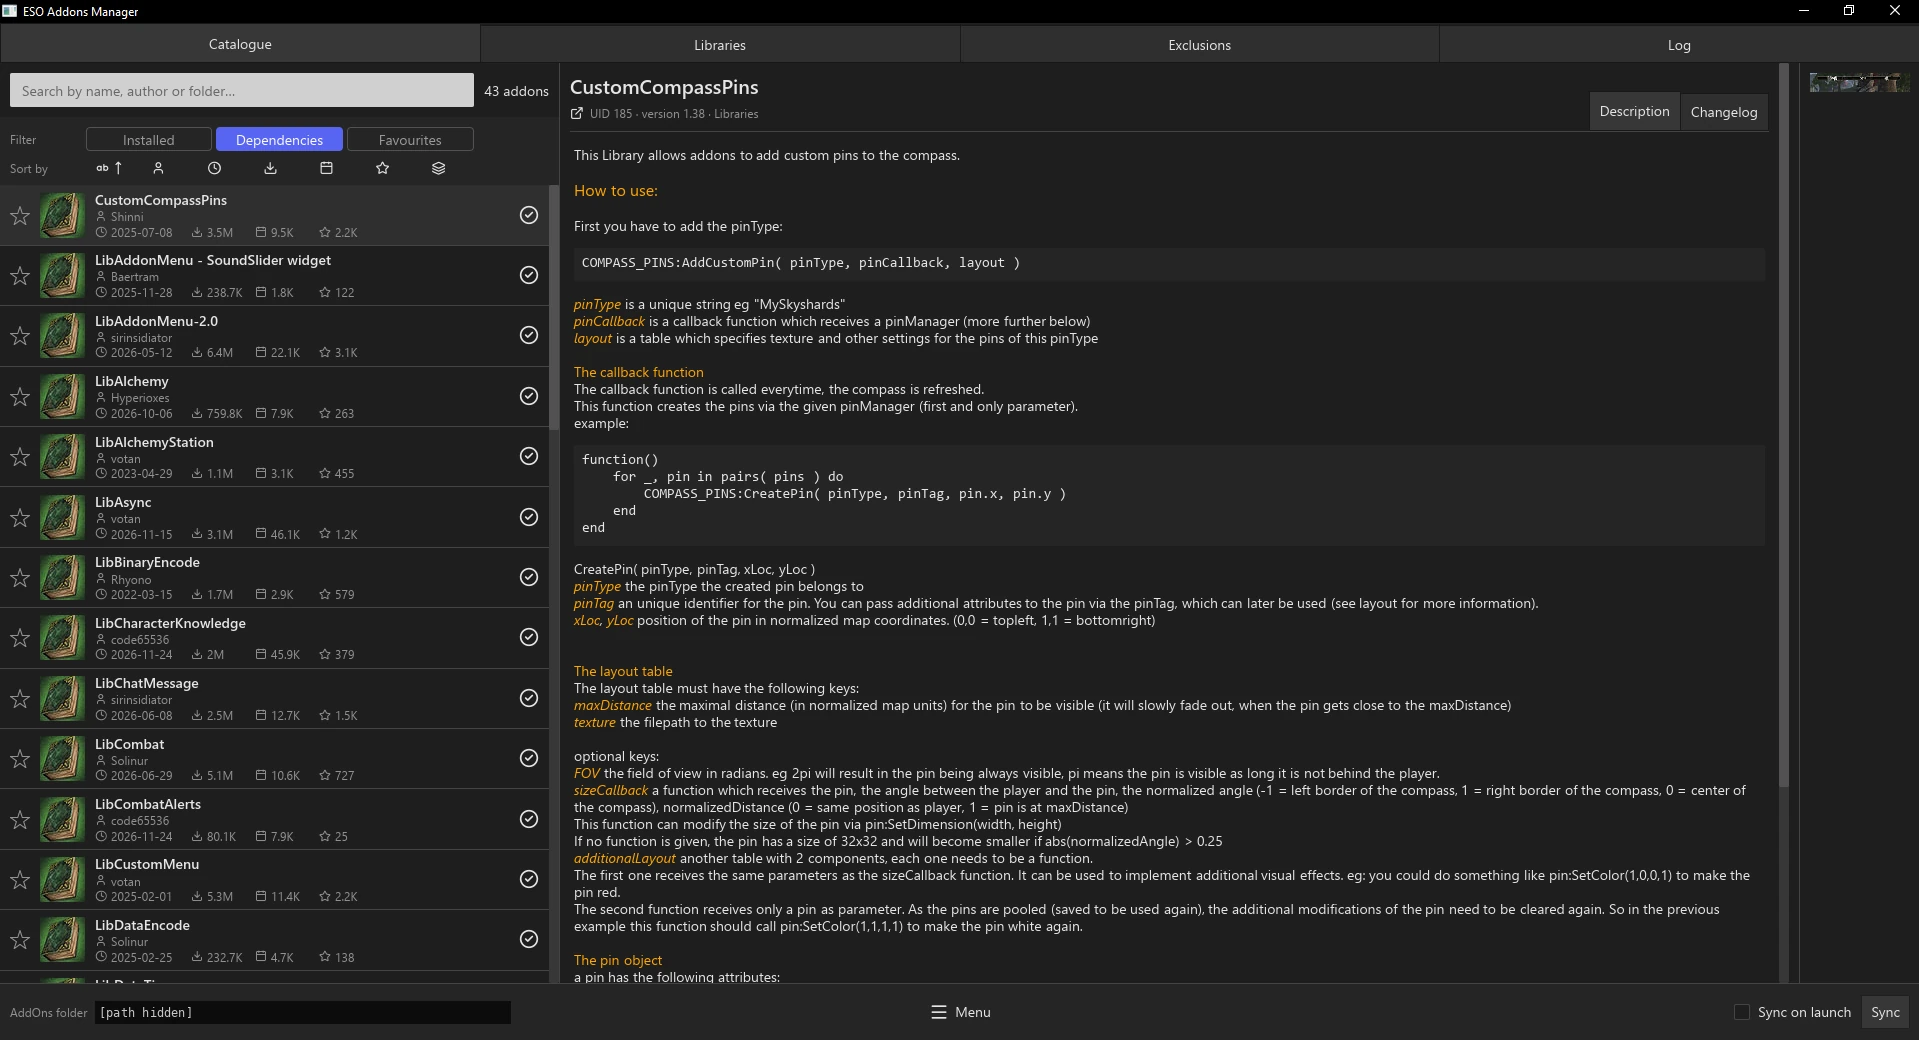 ESO Addons Manager
Catalogue
Libraries
Exclusions
Log
Search by name, author or folder...
43 addons
Filter
Installed
Dependencies
Favourites
Sort by
ab
CustomCompassPins
Shinni
2025-07-08 3.5M 9.5K 2.2K
LibAddonMenu - SoundSlider widget
Baertram
2025-11-28 238.7K 1.8K 122
LibAddonMenu-2.0
sirinsidiator
2026-05-12 6.4M 22.1K 3.1K
LibAlchemy
Hyperioxes
2026-10-06 759.8K 7.9K 263
LibAlchemyStation
votan
2023-04-29 1.1M 3.1K 455
LibAsync
votan
2026-11-15 3.1M 46.1K 1.2K
LibBinaryEncode
Rhyono
2022-03-15 1.7M 2.9K 579
LibCharacterKnowledge
code65536
2026-11-24 2M 45.9K 379
LibChatMessage
sirinsidiator
2026-06-08 2.5M 12.7K 1.5K
LibCombat
Solinur
2026-06-29 5.1M 10.6K 727
LibCombatAlerts
code65536
2026-11-24 80.1K 7.9K 25
LibCustomMenu
votan
2025-02-01 5.3M 11.4K 2.2K
LibDataEncode
Solinur
2025-02-25 232.7K 4.7K 138
CustomCompassPins
UID 185 · version 1.38 · Libraries
Description
Changelog
This Library allows addons to add custom pins to the compass.
How to use:
First you have to add the pinType:
COMPASS_PINS:AddCustomPin( pinType, pinCallback, layout )
pinType is a unique string eg "MySkyshards"
pinCallback is a callback function which receives a pinManager (more further below)
layout is a table which specifies texture and other settings for the pins of this pinType
The callback function
The callback function is called everytime, the compass is refreshed.
This function creates the pins via the given pinManager (first and only parameter).
example:
function()
for _, pin in pairs( pins ) do
COMPASS_PINS:CreatePin( pinType, pinTag, pin.x, pin.y )
end
end
CreatePin( pinType, pinTag, xLoc, yLoc )
pinType the pinType the created pin belongs to
pinTag an unique identifier for the pin. You can pass additional attributes to the pin via the pinTag, which can later be used (see layout for more information).
xLoc, yLoc position of the pin in normalized map coordinates. (0,0 = topleft, 1,1 = bottomright)
The layout table
The layout table must have the following keys:
maxDistance the maximal distance (in normalized map units) for the pin to be visible (it will slowly fade out, when the pin gets close to the maxDistance)
texture the filepath to the texture
optional keys:
FOV the field of view in radians. eg 2pi will result in the pin being always visible, pi means the pin is visible as long it is not behind the player.
sizeCallback a function which receives the pin, the angle between the player and the pin, the normalized angle (-1 = left border of the compass, 1 = right border of the compass, 0 = center of
the compass), normalizedDistance (0 = same position as player, 1 = pin is at maxDistance)
This function can modify the size of the pin via pin:SetDimension(width, height)
If no function is given, the pin has a size of 32x32 and will become smaller if abs(normalizedAngle) > 0.25
additionalLayout another table with 2 components, each one needs to be a function.
The first one receives the same parameters as the sizeCallback function. It can be used to implement additional visual effects. eg: you could do something like pin:SetColor(1,0,0,1) to make the
pin red.
The second function receives only a pin as parameter. As the pins are pooled (saved to be used again), the additional modifications of the pin need to be cleared again. So in the previous
example this function should call pin:SetColor(1,1,1,1) to make the pin white again.
The pin object
a pin has the following attributes:
AddOns folder
[path hidden]
Menu
Sync on launch
Sync